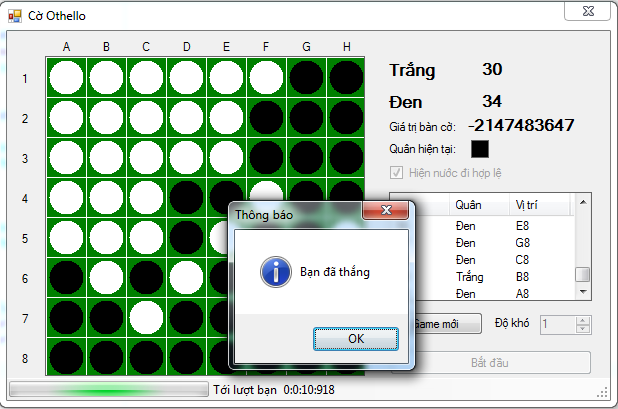 Cờ Othello
A B C D E F G H
1
2
3
4
5
6
7
8
Trắng 30
Đen 34
Giá trị bàn cờ: -2147483647
Quân hiện tại:
Hiện nước đi hợp lệ
Quân Vị trí
Đen E8
Đen G8
Đen C8
Trắng B8
Đen A8
Thông báo
Bạn đã thắng
OK
Game mới Độ khó 1
Bắt đầu
Tới lượt bạn 0:0:10:918